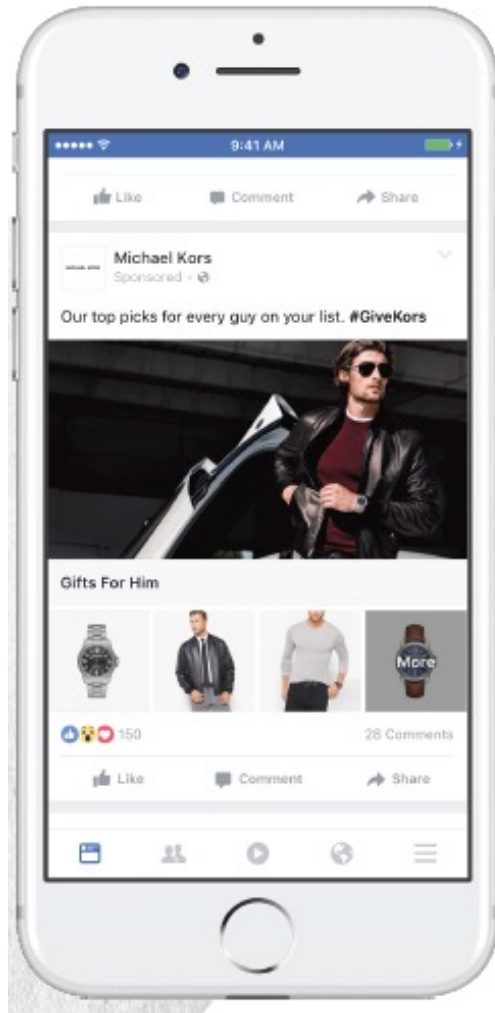 9:41 AM
Like Comment Share
Michael Kors
Sponsored
Our top picks for every guy on your list. #GiveKors
Gifts For Him
More
150 28 Comments
Like Comment Share